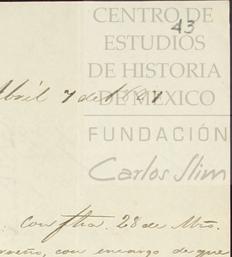 CENTRO DE
43
ESTUDIOS
DE HISTORIA
DE MÉXICO
Abril 7 de 1847
FUNDACIÓN
Carlos Slim
con fha. 28 de Mzo.
con encargo de que